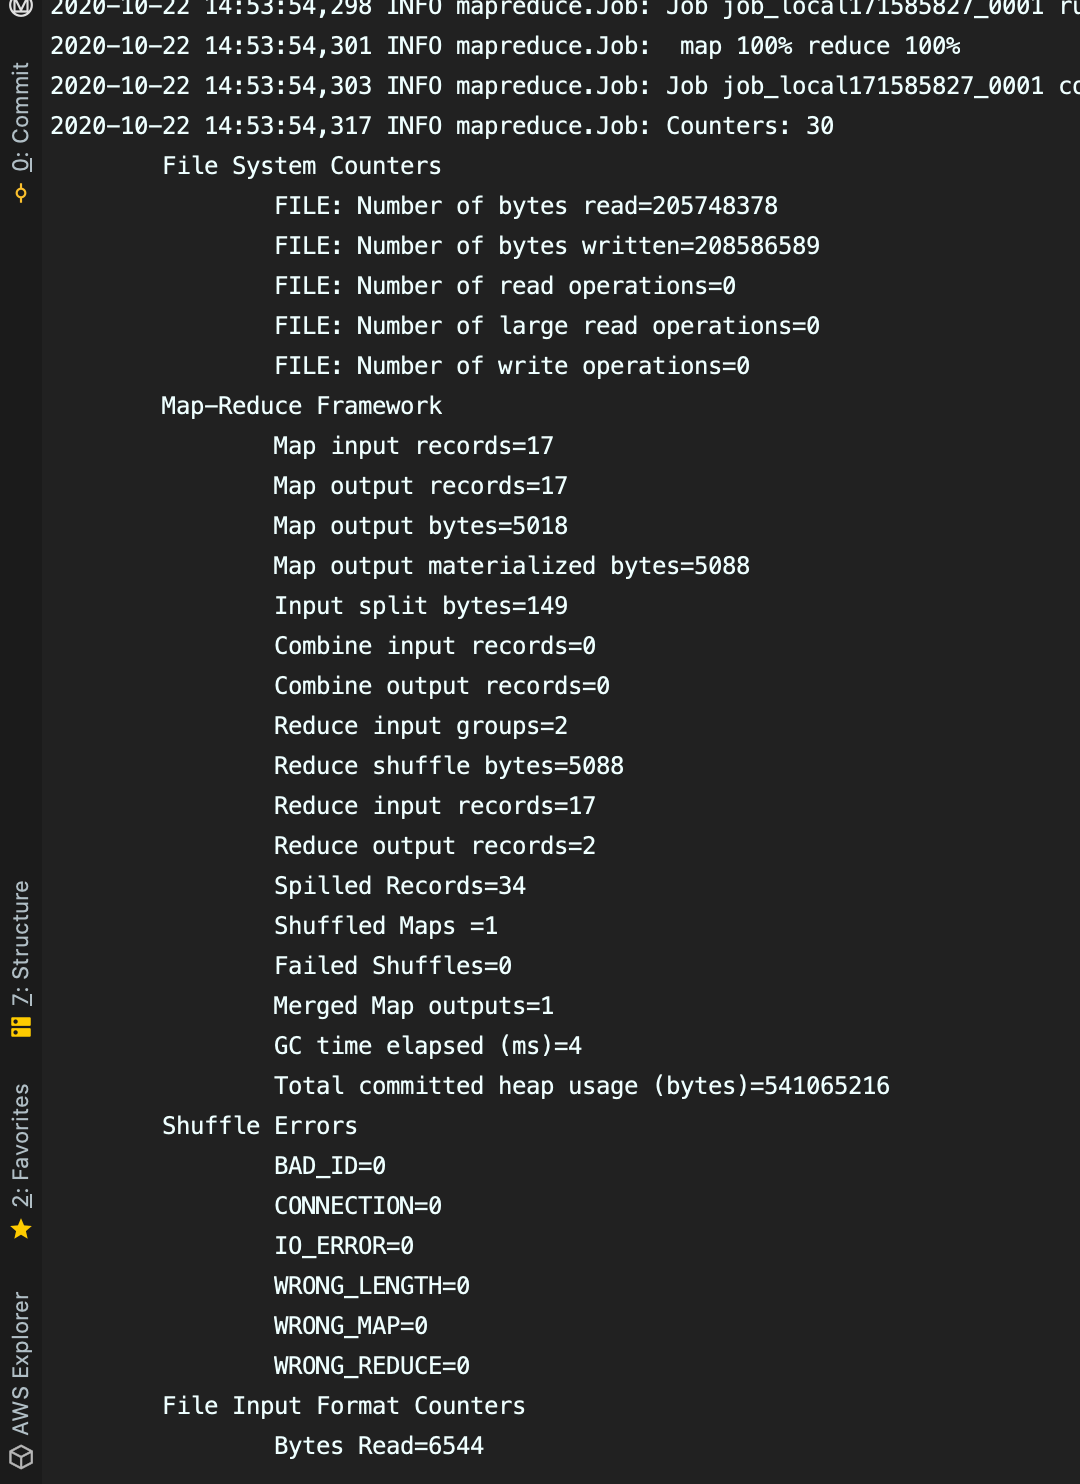 2020-10-22 14:53:54,298 INFO mapreduce.Job: Job job_local171585827_0001
2020-10-22 14:53:54,301 INFO mapreduce.Job:  map 100% reduce 100%
2020-10-22 14:53:54,303 INFO mapreduce.Job: Job job_local171585827_0001
2020-10-22 14:53:54,317 INFO mapreduce.Job: Counters: 30
File System Counters
FILE: Number of bytes read=205748378
FILE: Number of bytes written=208586589
FILE: Number of read operations=0
FILE: Number of large read operations=0
FILE: Number of write operations=0
Map-Reduce Framework
Map input records=17
Map output records=17
Map output bytes=5018
Map output materialized bytes=5088
Input split bytes=149
Combine input records=0
Combine output records=0
Reduce input groups=2
Reduce shuffle bytes=5088
Reduce input records=17
Reduce output records=2
Spilled Records=34
Shuffled Maps =1
Failed Shuffles=0
Merged Map outputs=1
GC time elapsed (ms)=4
Total committed heap usage (bytes)=541065216
Shuffle Errors
BAD_ID=0
CONNECTION=0
IO_ERROR=0
WRONG_LENGTH=0
WRONG_MAP=0
WRONG_REDUCE=0
File Input Format Counters
Bytes Read=6544
0: Commit
7: Structure
2: Favorites
AWS Explorer